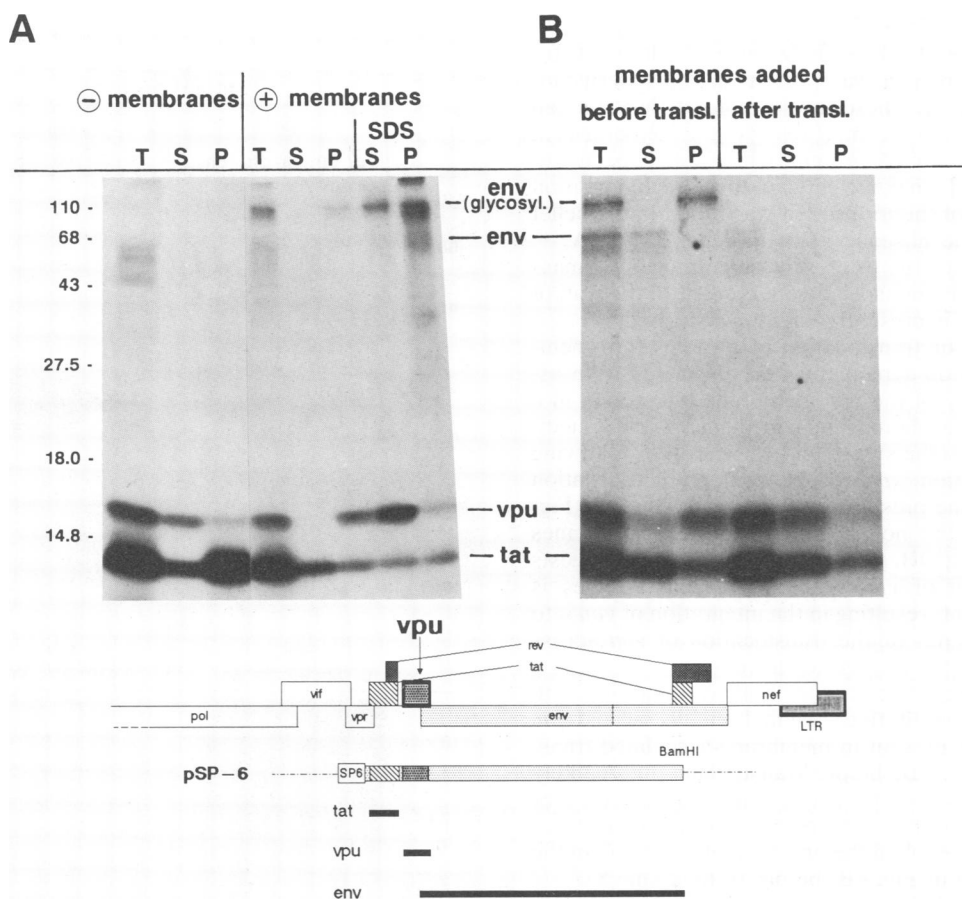 A
B
⊖ membranes
⊕ membranes
SDS
T S P T S P S P
membranes added
before transl. after transl.
T S P T S P
110 -
68 -
43 -
27.5 -
18.0 -
14.8 -
env
(glycosyl.)
env
vpu
tat
vpu
rev
tat
pol
vif
vpr
env
nef
LTR
BamHI
pSP-6
SP6
tat
vpu
env